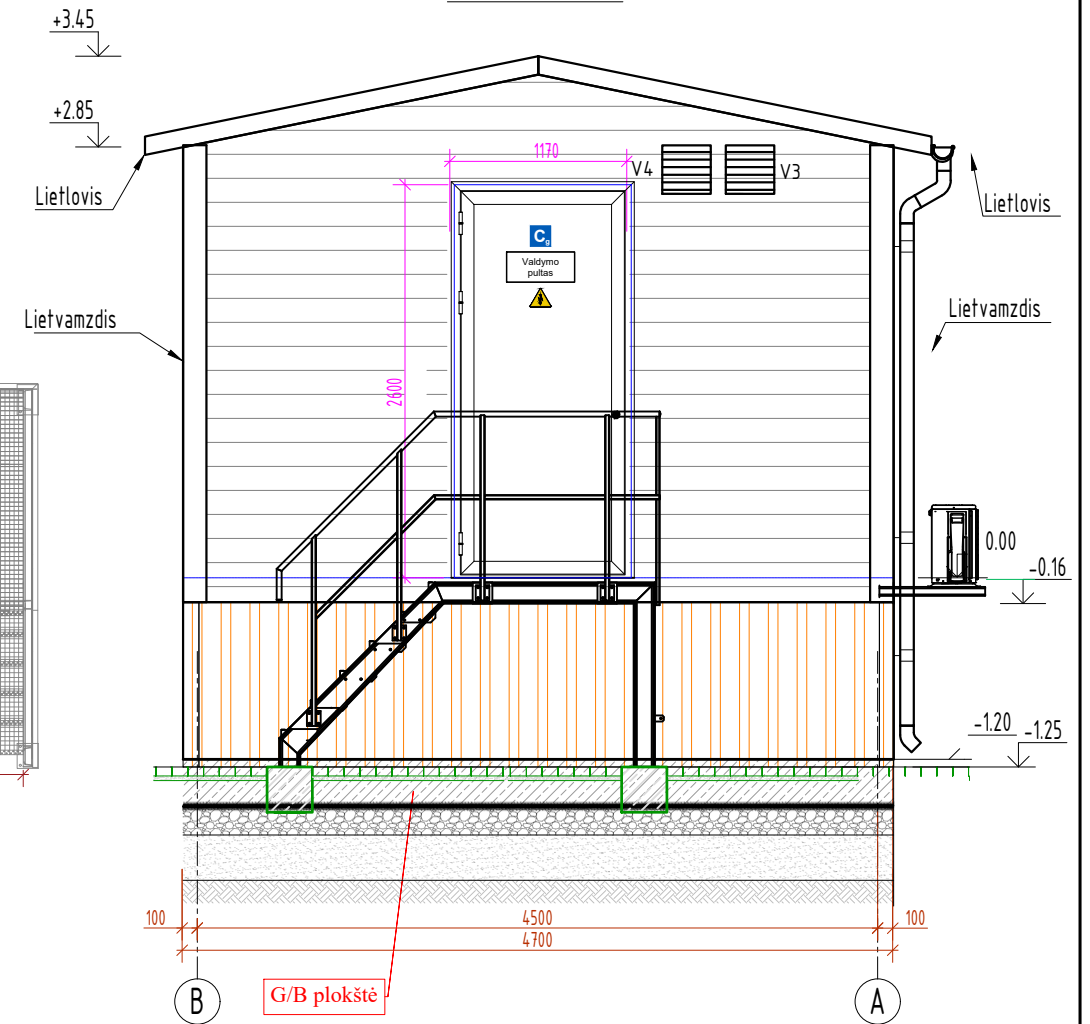 +3.45
+2.85
1170
V4
V3
Lietlovis
Lietlovis
Cg
Valdymo
pultas
Lietvamzdis
Lietvamzdis
2600
0.00
-0.16
-1.20
-1.25
100
4500
100
4700
B
G/B plokštė
A